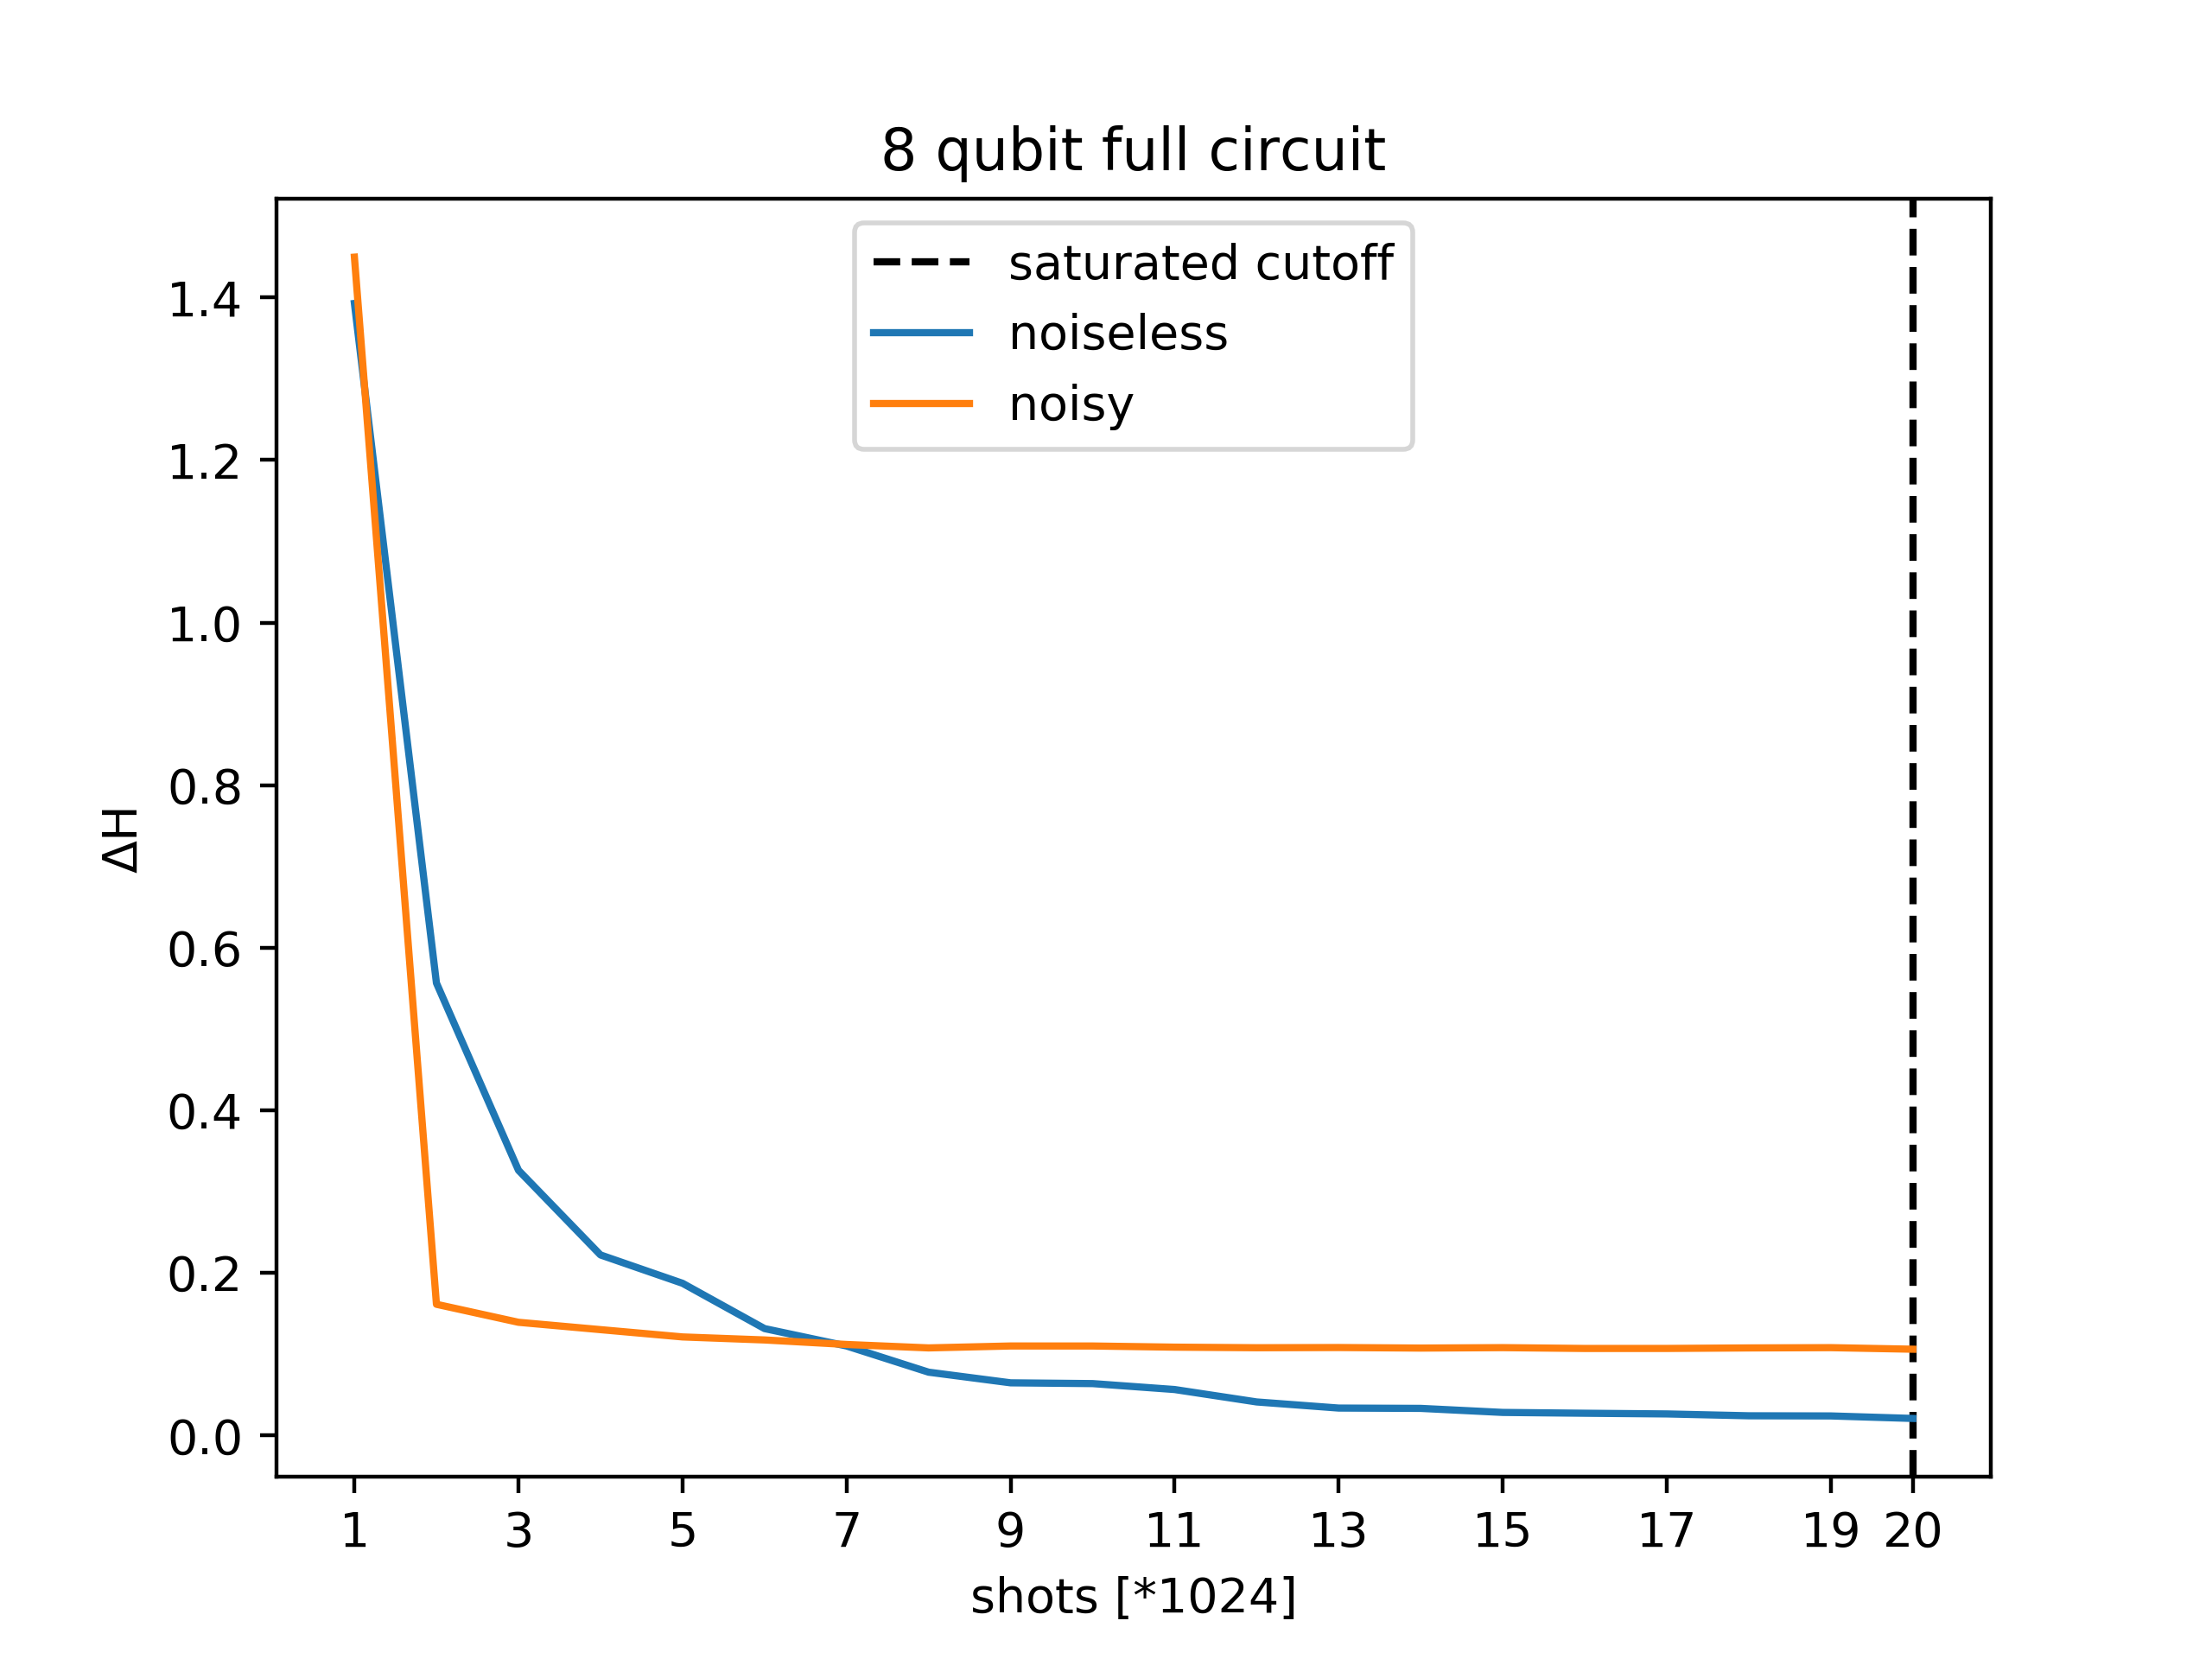 8 qubit full circuit
saturated cutoff
noiseless
noisy
1.4
1.2
1.0
0.8
0.6
0.4
0.2
0.0
ΔH
1 3 5 7 9 11 13 15 17 19 20
shots [*1024]